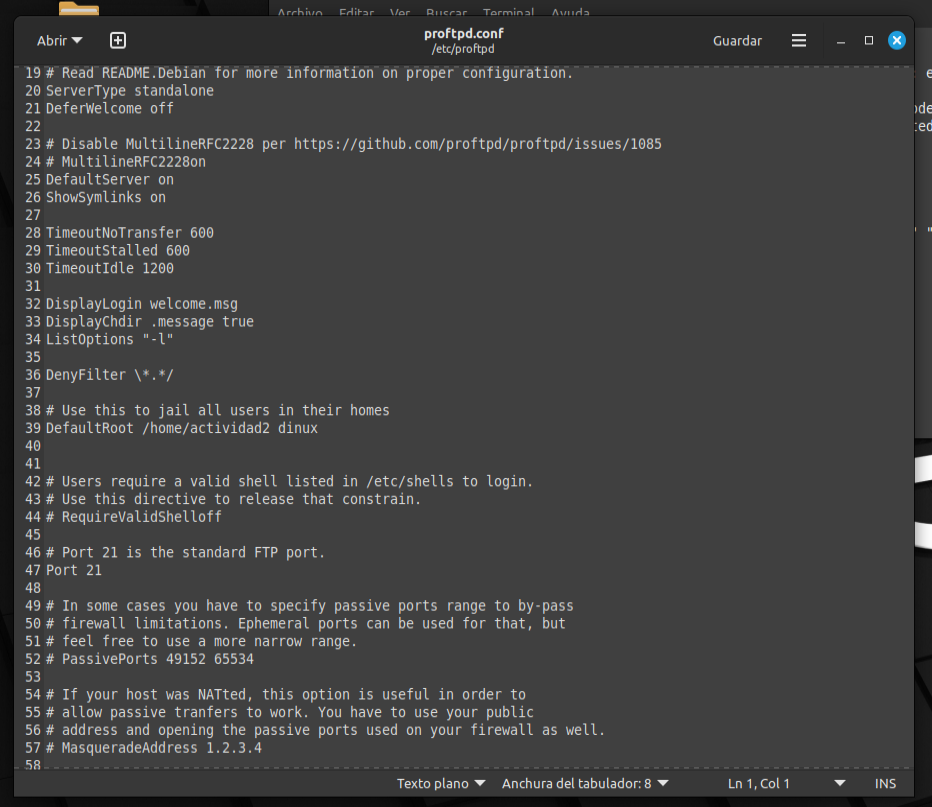 Archivo Editar Ver Buscar Terminal Ayuda
Abrir
proftpd.conf
/etc/proftpd
Guardar
19 # Read README.Debian for more information on proper configuration.
20 ServerType standalone
21 DeferWelcome off
22
23 # Disable MultilineRFC2228 per https://github.com/proftpd/proftpd/issues/1085
24 # MultilineRFC2228on
25 DefaultServer on
26 ShowSymlinks on
27
28 TimeoutNoTransfer 600
29 TimeoutStalled 600
30 TimeoutIdle 1200
31
32 DisplayLogin welcome.msg
33 DisplayChdir .message true
34 ListOptions "-l"
35
36 DenyFilter \*.*/
37
38 # Use this to jail all users in their homes
39 DefaultRoot /home/actividad2 dinux
40
41
42 # Users require a valid shell listed in /etc/shells to login.
43 # Use this directive to release that constrain.
44 # RequireValidShelloff
45
46 # Port 21 is the standard FTP port.
47 Port 21
48
49 # In some cases you have to specify passive ports range to by-pass
50 # firewall limitations. Ephemeral ports can be used for that, but
51 # feel free to use a more narrow range.
52 # PassivePorts 49152 65534
53
54 # If your host was NATted, this option is useful in order to
55 # allow passive tranfers to work. You have to use your public
56 # address and opening the passive ports used on your firewall as well.
57 # MasqueradeAddress 1.2.3.4
58
Texto plano Anchura del tabulador: 8 Ln 1, Col 1 INS